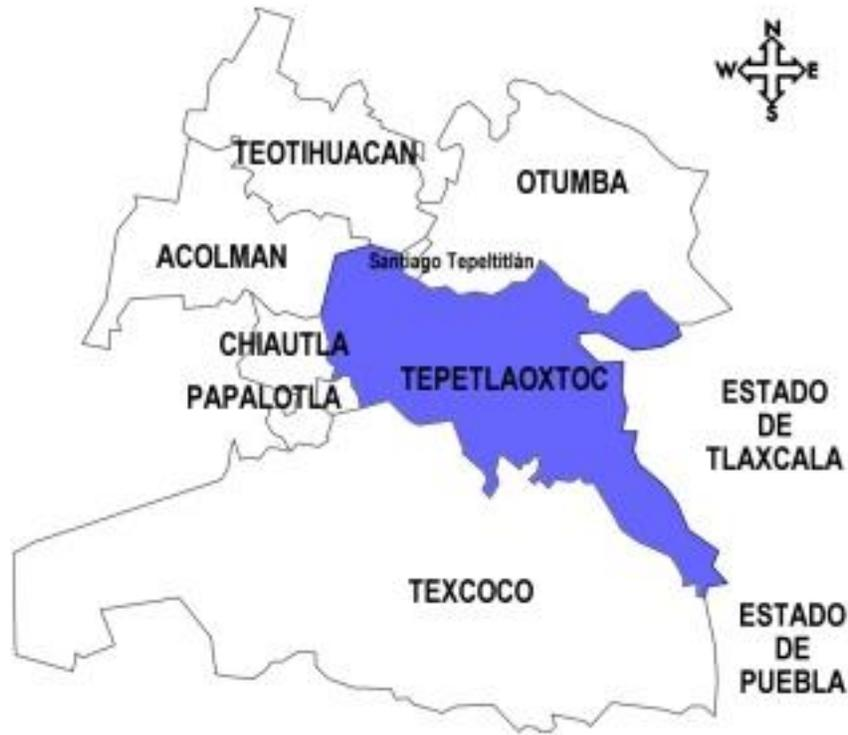 N
W E
S
TEOTIHUACAN
OTUMBA
ACOLMAN
Santiago Tepeltitlán
CHIAUTLA
TEPETLAOXTOC
PAPALOTLA
ESTADO
DE
TLAXCALA
TEXCOCO
ESTADO
DE
PUEBLA